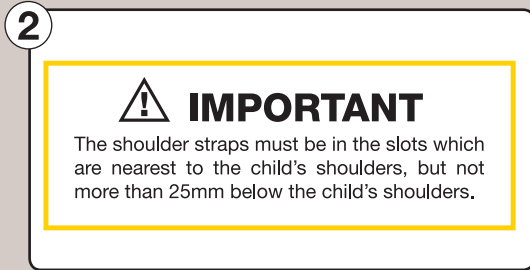 2
IMPORTANT
The shoulder straps must be in the slots which
are nearest to the child's shoulders, but not
more than 25mm below the child's shoulders.